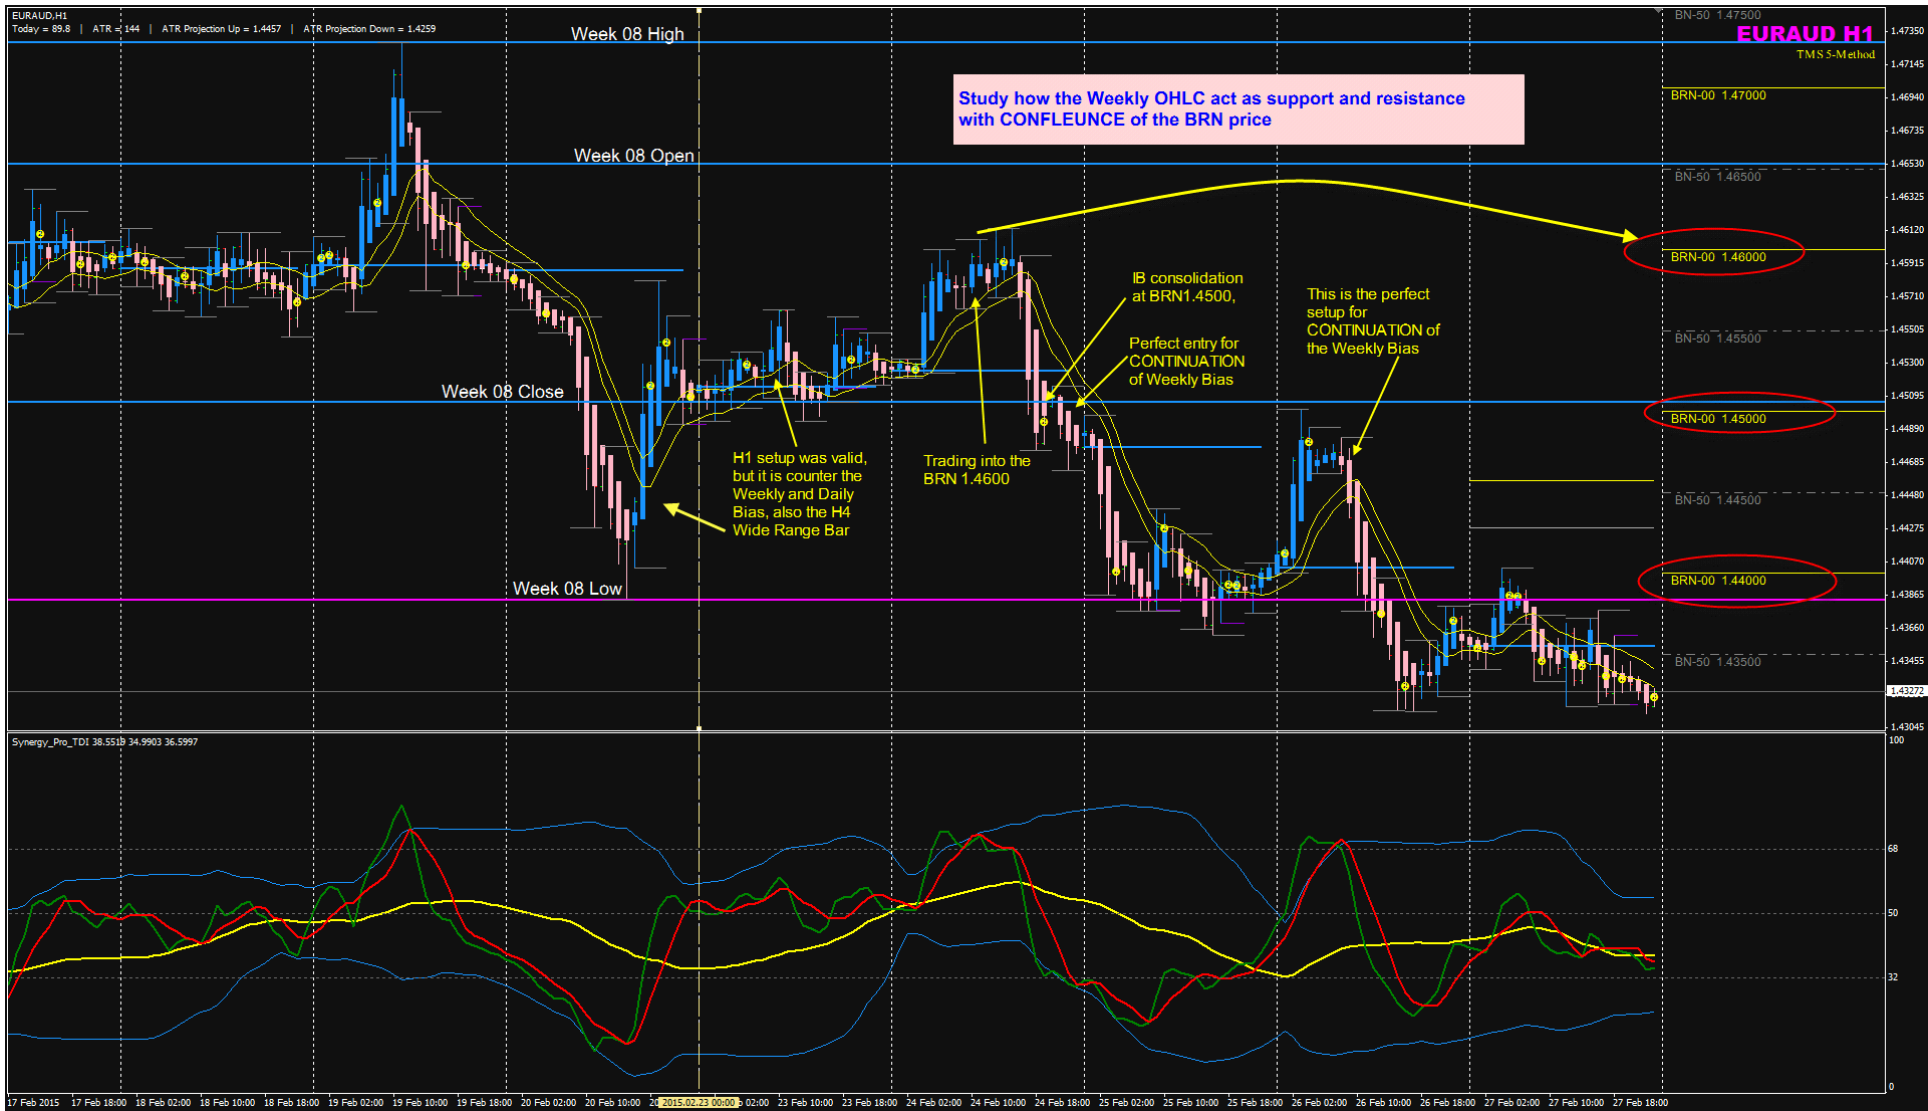 EURAUD,H1
Today = 89.8 | ATR = 144 | ATR Projection Up = 1.4457 | ATR Projection Down = 1.4259
Week 08 High
BN-50 1.47500
EURAUD H1
TMS 5-Method
Study how the Weekly OHLC act as support and resistance
with CONFLEUNCE of the BRN price
BRN-00 1.47000
Week 08 Open
BN-50 1.46500
BRN-00 1.46000
IB consolidation
at BRN1.4500,
This is the perfect
setup for
CONTINUATION of
the Weekly Bias
Perfect entry for
CONTINUATION
of Weekly Bias
BN-50 1.45500
Week 08 Close
BRN-00 1.45000
H1 setup was valid,
but it is counter the
Weekly and Daily
Bias, also the H4
Wide Range Bar
Trading into the
BRN 1.4600
BN-50 1.44500
Week 08 Low
BRN-00 1.44000
BN-50 1.43500
1.47350
1.47145
1.46940
1.46735
1.46530
1.46325
1.46120
1.45915
1.45710
1.45505
1.45300
1.45095
1.44890
1.44685
1.44480
1.44275
1.44070
1.43865
1.43660
1.43455
1.43272
1.43045
Synergy_Pro_TDI 38.5519 34.9903 36.5997
100
68
50
32
0
17 Feb 2015
17 Feb 18:00
18 Feb 02:00
18 Feb 10:00
18 Feb 18:00
19 Feb 02:00
19 Feb 10:00
19 Feb 18:00
20 Feb 02:00
20 Feb 10:00
2015.02.23 00:00
23 Feb 10:00
23 Feb 18:00
24 Feb 02:00
24 Feb 10:00
24 Feb 18:00
25 Feb 02:00
25 Feb 10:00
25 Feb 18:00
26 Feb 02:00
26 Feb 10:00
26 Feb 18:00
27 Feb 02:00
27 Feb 10:00
27 Feb 18:00